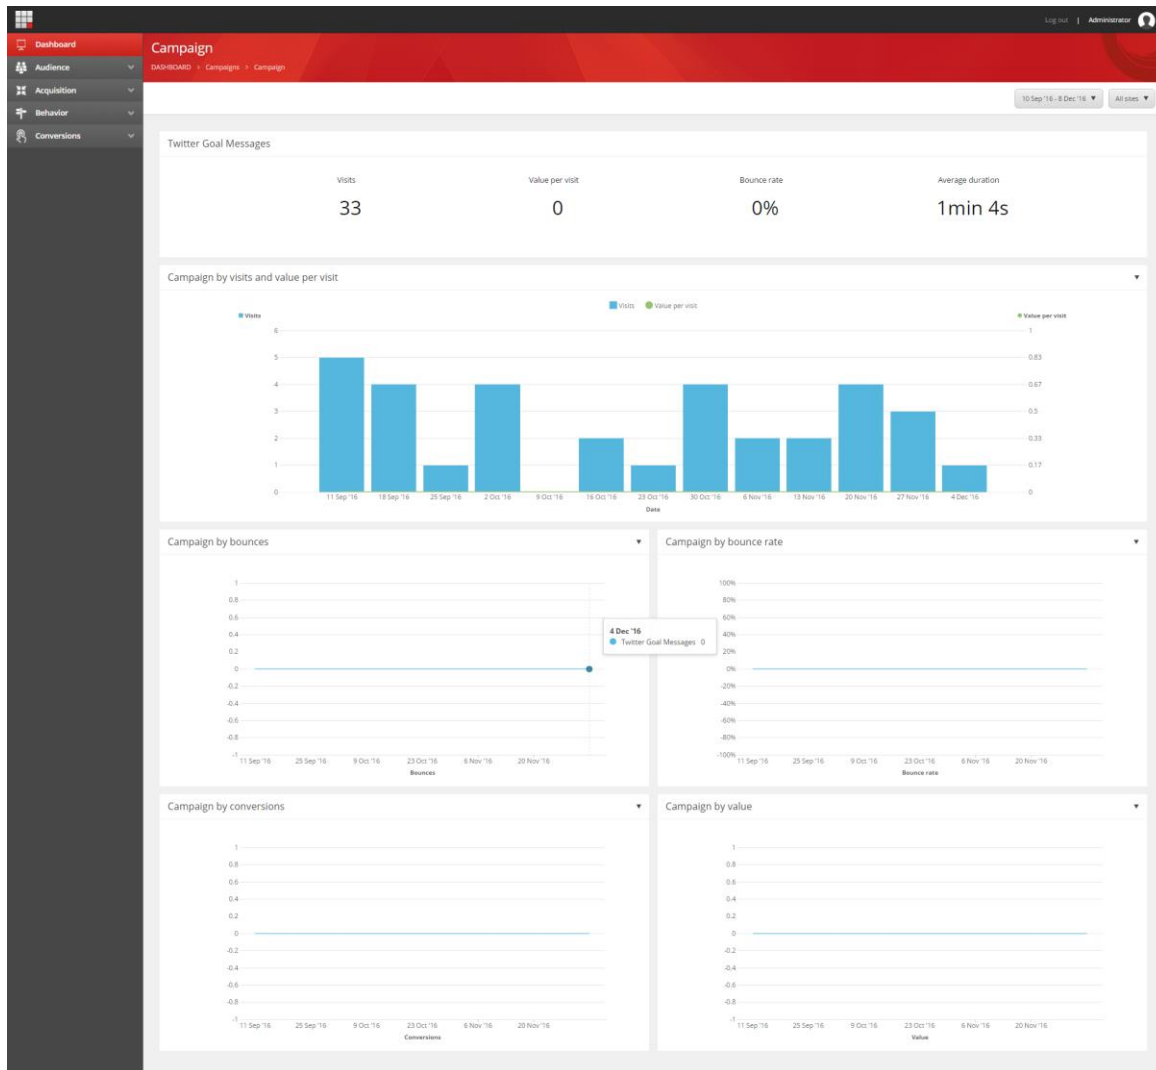 Log out | Administrator
Dashboard
Audience
Acquisition
Behavior
Conversions
Campaign
DASHBOARD > Campaigns > Campaign
10 Sep '16 - 8 Dec '16 ▼ All sites ▼
Twitter Goal Messages
Visits Value per visit Bounce rate Average duration
33 0 0% 1min 4s
Campaign by visits and value per visit
Visits Value per visit
Visits Value per visit
6 1
5 0.83
4 0.67
3 0.5
2 0.33
1 0.17
0 0
11 Sep '16 18 Sep '16 25 Sep '16 2 Oct '16 9 Oct '16 16 Oct '16 23 Oct '16 30 Oct '16 6 Nov '16 13 Nov '16 20 Nov '16 27 Nov '16 4 Dec '16
Date
Campaign by bounces
1
0.8
0.6
0.4
0.2
0
-0.2
-0.4
-0.6
-0.8
-1
11 Sep '16 25 Sep '16 9 Oct '16 23 Oct '16 6 Nov '16 20 Nov '16
Bounces
4 Dec '16
Twitter Goal Messages 0
Campaign by bounce rate
100%
80%
60%
40%
20%
0%
-20%
-40%
-60%
-80%
-100%
11 Sep '16 25 Sep '16 9 Oct '16 23 Oct '16 6 Nov '16 20 Nov '16
Bounce rate
Campaign by conversions
1
0.8
0.6
0.4
0.2
0
-0.2
-0.4
-0.6
-0.8
-1
11 Sep '16 25 Sep '16 9 Oct '16 23 Oct '16 6 Nov '16 20 Nov '16
Conversions
Campaign by value
1
0.8
0.6
0.4
0.2
0
-0.2
-0.4
-0.6
-0.8
-1
11 Sep '16 25 Sep '16 9 Oct '16 23 Oct '16 6 Nov '16 20 Nov '16
Value